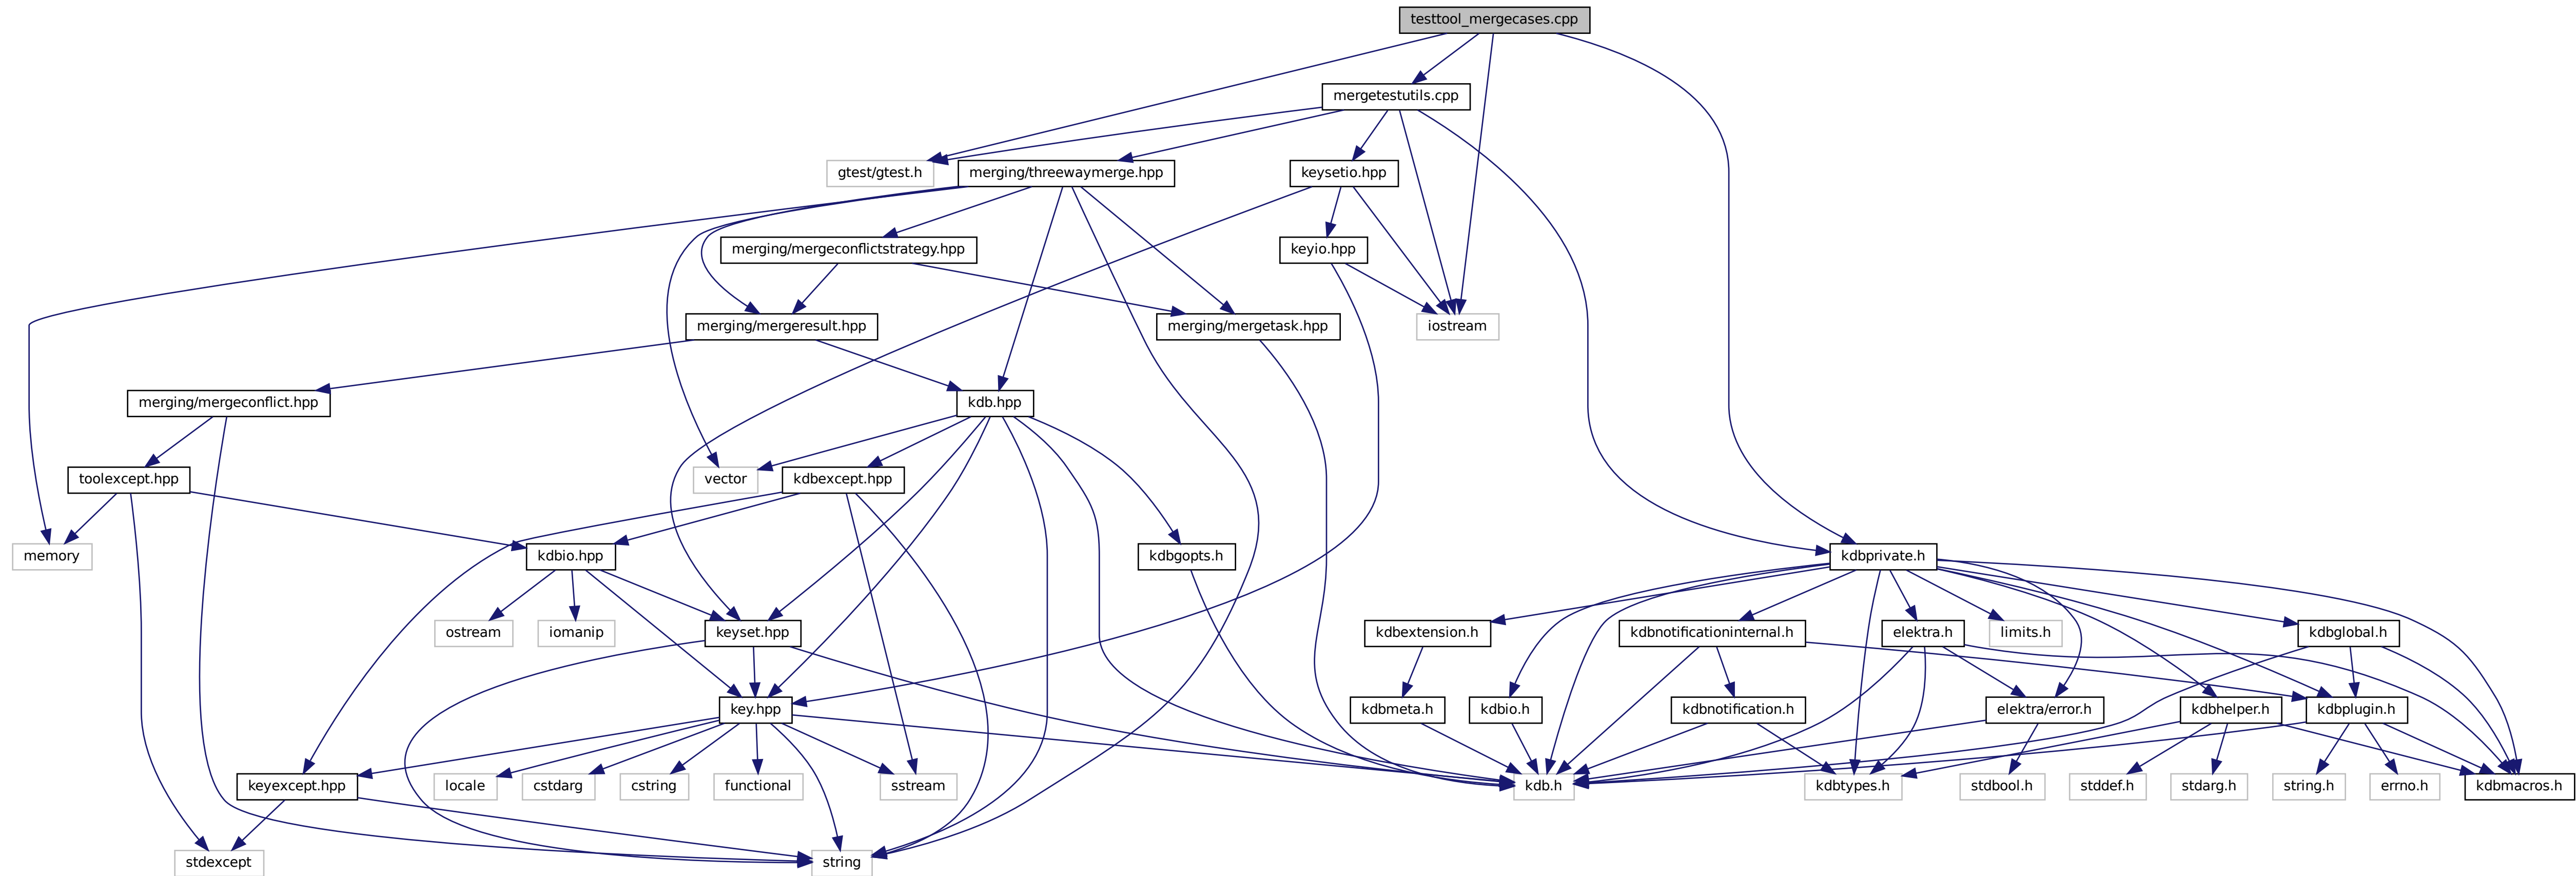 testtool_mergecases.cpp
mergetestutils.cpp
gtest/gtest.h
merging/threewaymerge.hpp
keysetio.hpp
merging/mergeconflictstrategy.hpp
keyio.hpp
merging/mergeresult.hpp
merging/mergetask.hpp
iostream
merging/mergeconflict.hpp
kdb.hpp
toolexcept.hpp
vector
kdbexcept.hpp
memory
kdbio.hpp
kdbgopts.h
kdbprivate.h
ostream
iomanip
keyset.hpp
kdbextension.h
kdbnotificationinternal.h
elektra.h
limits.h
kdbglobal.h
key.hpp
kdbmeta.h
kdbio.h
kdbnotification.h
elektra/error.h
kdbhelper.h
kdbplugin.h
keyexcept.hpp
locale
cstdarg
cstring
functional
sstream
kdb.h
kdbtypes.h
stdbool.h
stddef.h
stdarg.h
string.h
errno.h
kdbmacros.h
stdexcept
string